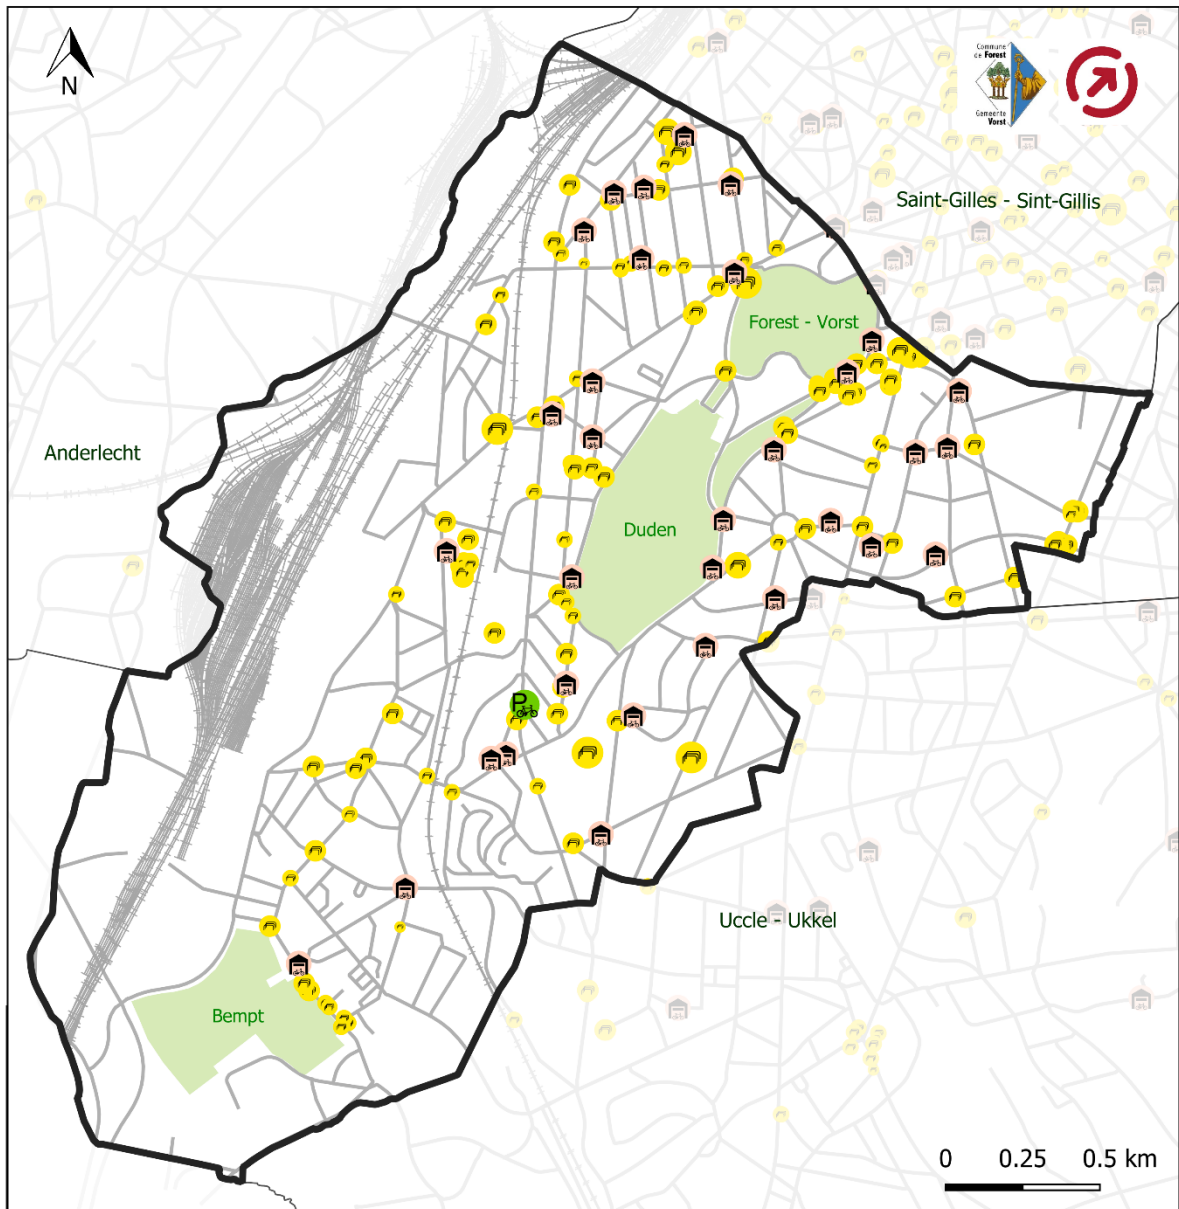 N
Commune
de Forest
Gemeente
Vorst
Saint-Gilles - Sint-Gillis
Forest - Vorst
Anderlecht
Duden
P
Uccle - Ukkel
Bempt
0 0.25 0.5 km